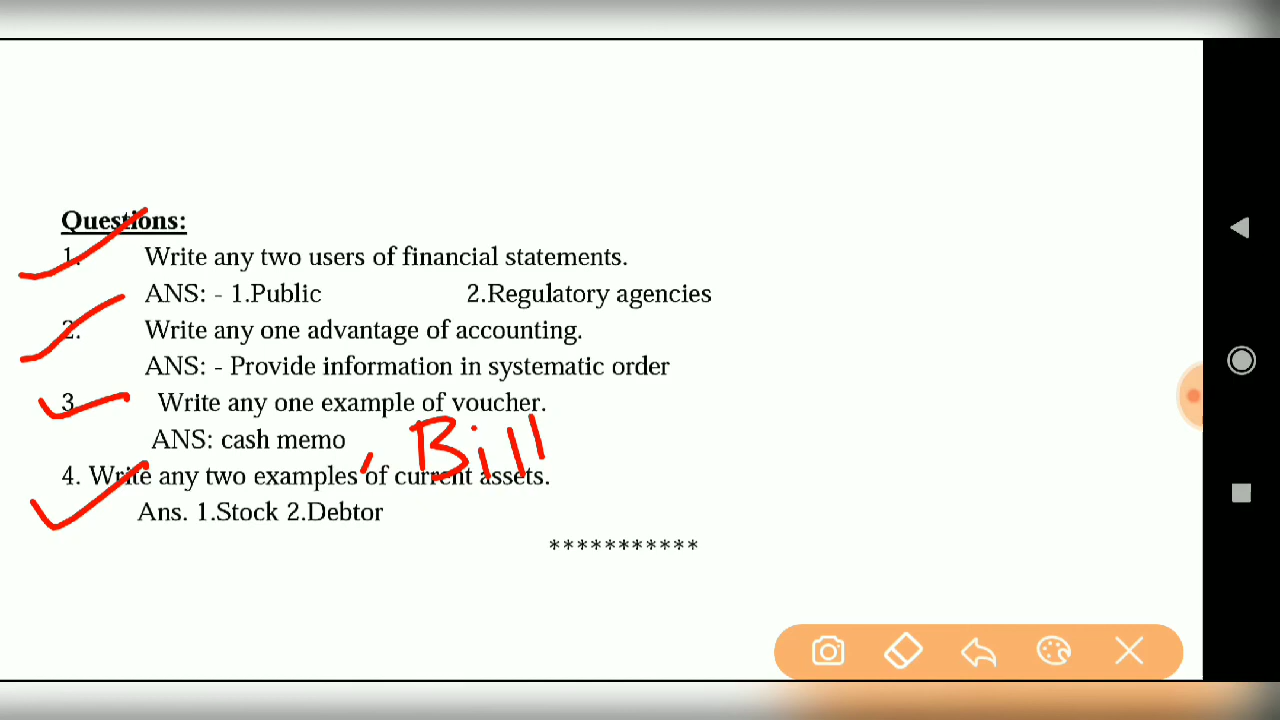 Questions:
1. Write any two users of financial statements.
ANS: - 1.Public 2.Regulatory agencies
2. Write any one advantage of accounting.
ANS: - Provide information in systematic order
3 Write any one example of voucher.
ANS: cash memo , Bill
4. Write any two examples of current assets.
Ans. 1.Stock 2.Debtor
***********